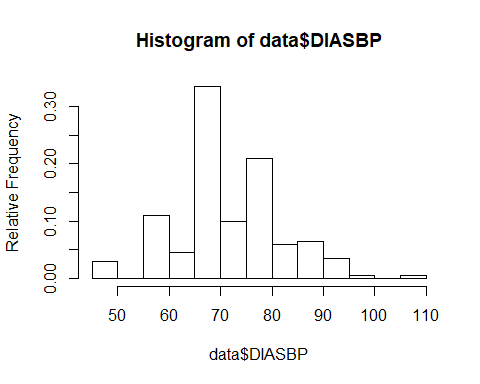 Histogram of data$DIASBP
Relative Frequency
0.30
0.20
0.10
0.00
50 60 70 80 90 100 110
data$DIASBP